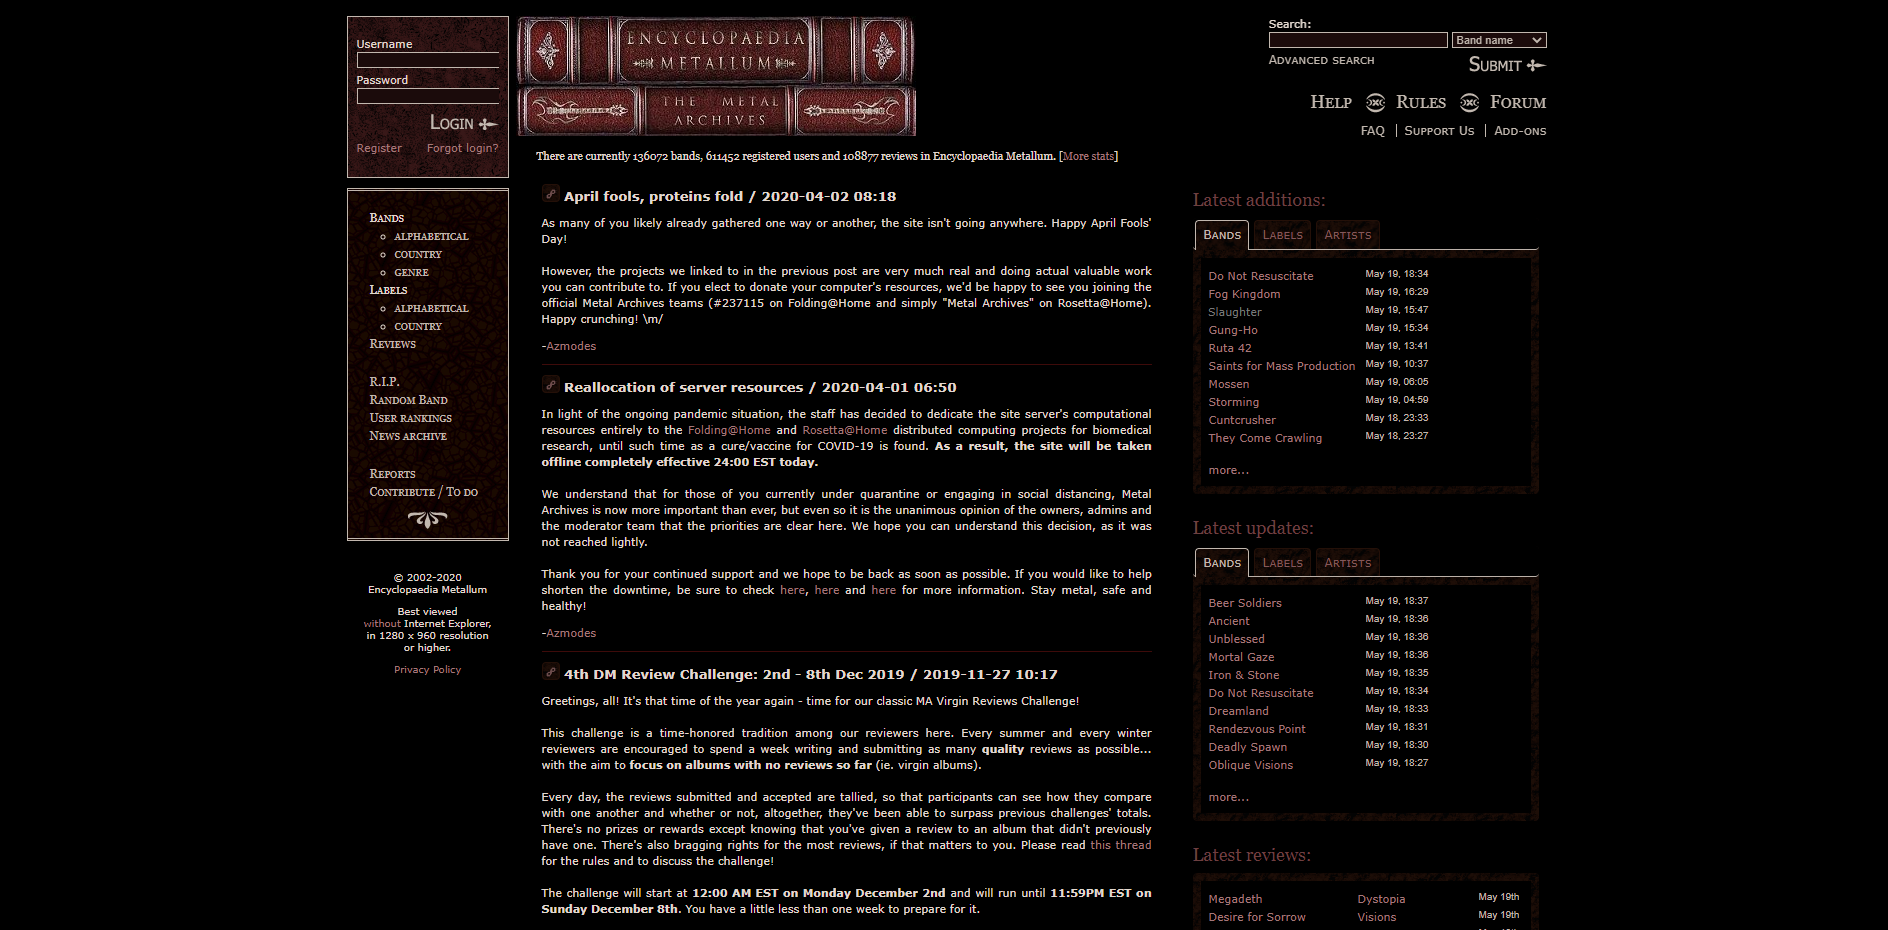 Username
Password
Login
Register Forgot login?
ENCYCLOPAEDIA
METALLUM
THE METAL
ARCHIVES
Search:
Band name
Advanced search
Submit
Help Rules Forum
FAQ | Support Us | Add-ons
There are currently 136072 bands, 611452 registered users and 108877 reviews in Encyclopaedia Metallum. [More stats]
Bands
alphabetical
country
genre
Labels
alphabetical
country
Reviews
R.I.P.
Random Band
User rankings
News archive
Reports
Contribute / To do
© 2002-2020
Encyclopaedia Metallum
Best viewed
without Internet Explorer,
in 1280 x 960 resolution
or higher.
Privacy Policy
April fools, proteins fold / 2020-04-02 08:18
As many of you likely already gathered one way or another, the site isn't going anywhere. Happy April Fools'
Day!
However, the projects we linked to in the previous post are very much real and doing actual valuable work
you can contribute to. If you elect to donate your computer's resources, we'd be happy to see you joining the
official Metal Archives teams (#237115 on Folding@Home and simply "Metal Archives" on Rosetta@Home).
Happy crunching! \m/
-Azmodes
Reallocation of server resources / 2020-04-01 06:50
In light of the ongoing pandemic situation, the staff has decided to dedicate the site server's computational
resources entirely to the Folding@Home and Rosetta@Home distributed computing projects for biomedical
research, until such time as a cure/vaccine for COVID-19 is found. As a result, the site will be taken
offline completely effective 24:00 EST today.
We understand that for those of you currently under quarantine or engaging in social distancing, Metal
Archives is now more important than ever, but even so it is the unanimous opinion of the owners, admins and
the moderator team that the priorities are clear here. We hope you can understand this decision, as it was
not reached lightly.
Thank you for your continued support and we hope to be back as soon as possible. If you would like to help
shorten the downtime, be sure to check here, here and here for more information. Stay metal, safe and
healthy!
-Azmodes
4th DM Review Challenge: 2nd - 8th Dec 2019 / 2019-11-27 10:17
Greetings, all! It's that time of the year again - time for our classic MA Virgin Reviews Challenge!
This challenge is a time-honored tradition among our reviewers here. Every summer and every winter
reviewers are encouraged to spend a week writing and submitting as many quality reviews as possible...
with the aim to focus on albums with no reviews so far (ie. virgin albums).
Every day, the reviews submitted and accepted are tallied, so that participants can see how they compare
with one another and whether or not, altogether, they've been able to surpass previous challenges' totals.
There's no prizes or rewards except knowing that you've given a review to an album that didn't previously
have one. There's also bragging rights for the most reviews, if that matters to you. Please read this thread
for the rules and to discuss the challenge!
The challenge will start at 12:00 AM EST on Monday December 2nd and will run until 11:59PM EST on
Sunday December 8th. You have a little less than one week to prepare for it.
Latest additions:
Bands Labels Artists
Do Not Resuscitate May 19, 18:34
Fog Kingdom May 19, 16:29
Slaughter May 19, 15:47
Gung-Ho May 19, 15:34
Ruta 42 May 19, 13:41
Saints for Mass Production May 19, 10:37
Mossen May 19, 06:05
Storming May 19, 04:59
Cuntcrusher May 18, 23:33
They Come Crawling May 18, 23:27
more...
Latest updates:
Bands Labels Artists
Beer Soldiers May 19, 18:37
Ancient May 19, 18:36
Unblessed May 19, 18:36
Mortal Gaze May 19, 18:36
Iron & Stone May 19, 18:35
Do Not Resuscitate May 19, 18:34
Dreamland May 19, 18:33
Rendezvous Point May 19, 18:31
Deadly Spawn May 19, 18:30
Oblique Visions May 19, 18:27
more...
Latest reviews:
Megadeth Dystopia May 19th
Desire for Sorrow Visions May 19th